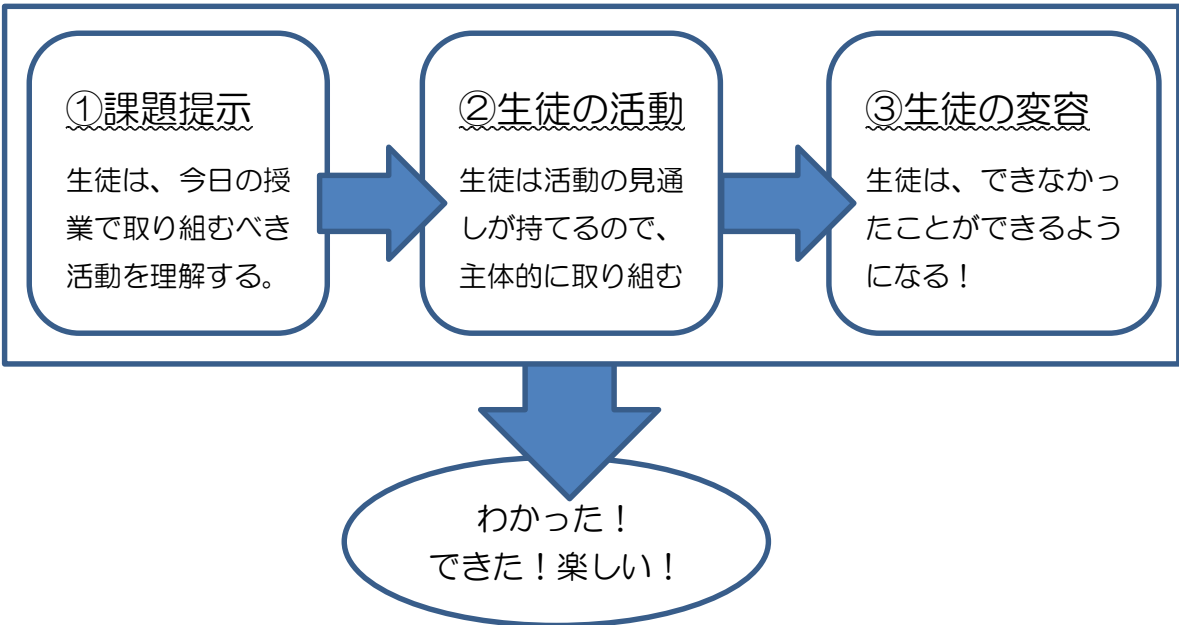 ①課題提示
生徒は、今日の授
業で取り組むべき
活動を理解する。
②生徒の活動
生徒は活動の見通
しが持てるので、
主体的に取り組む
③生徒の変容
生徒は、できなかっ
たことができるよう
になる！
わかった！
できた！楽しい！